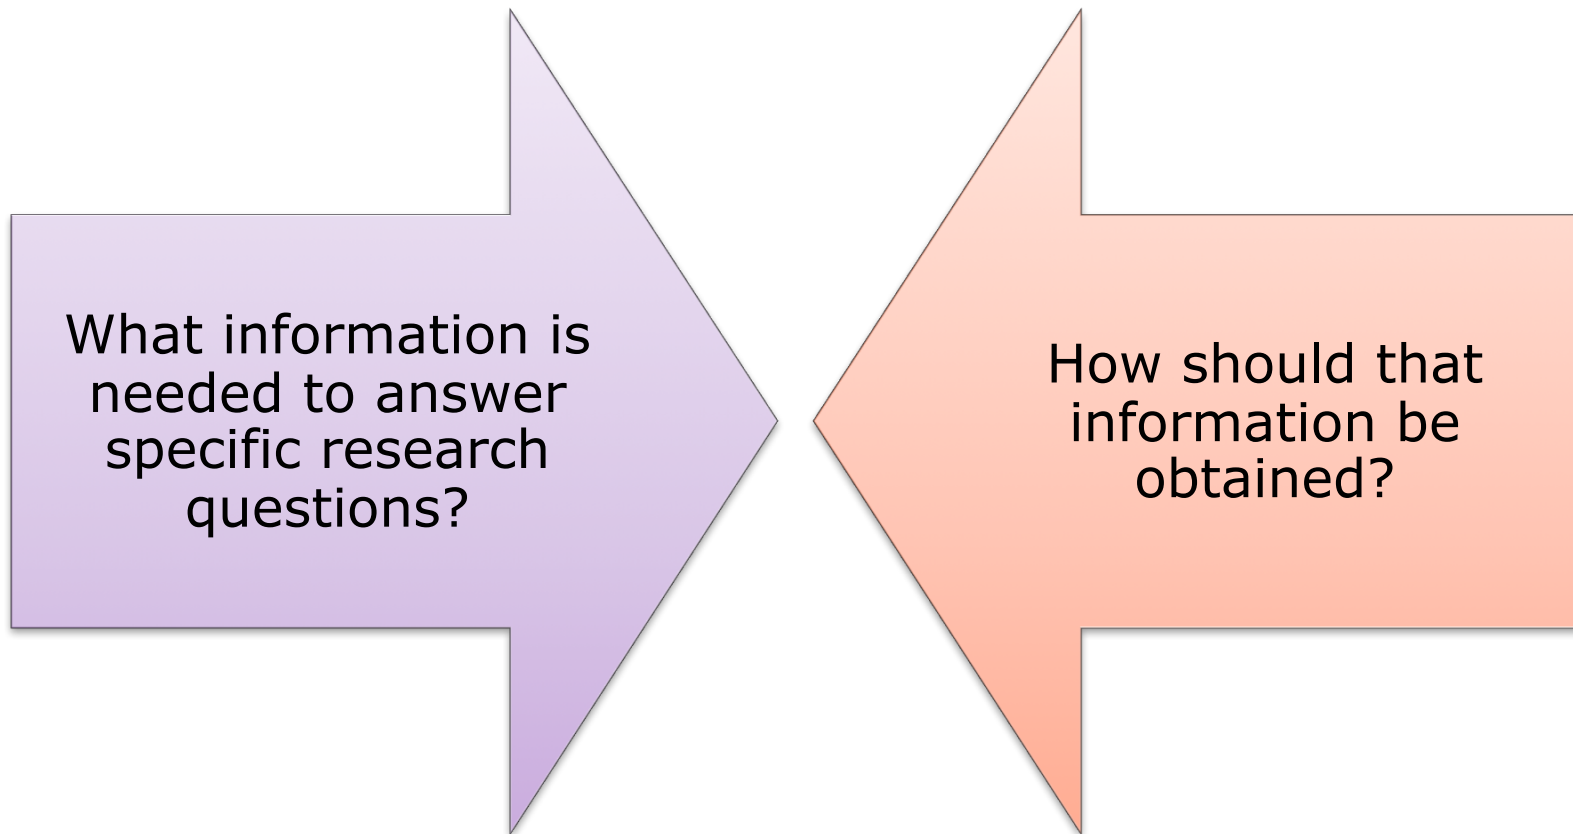 What information is
needed to answer
specific research
questions?
How should that
information be
obtained?